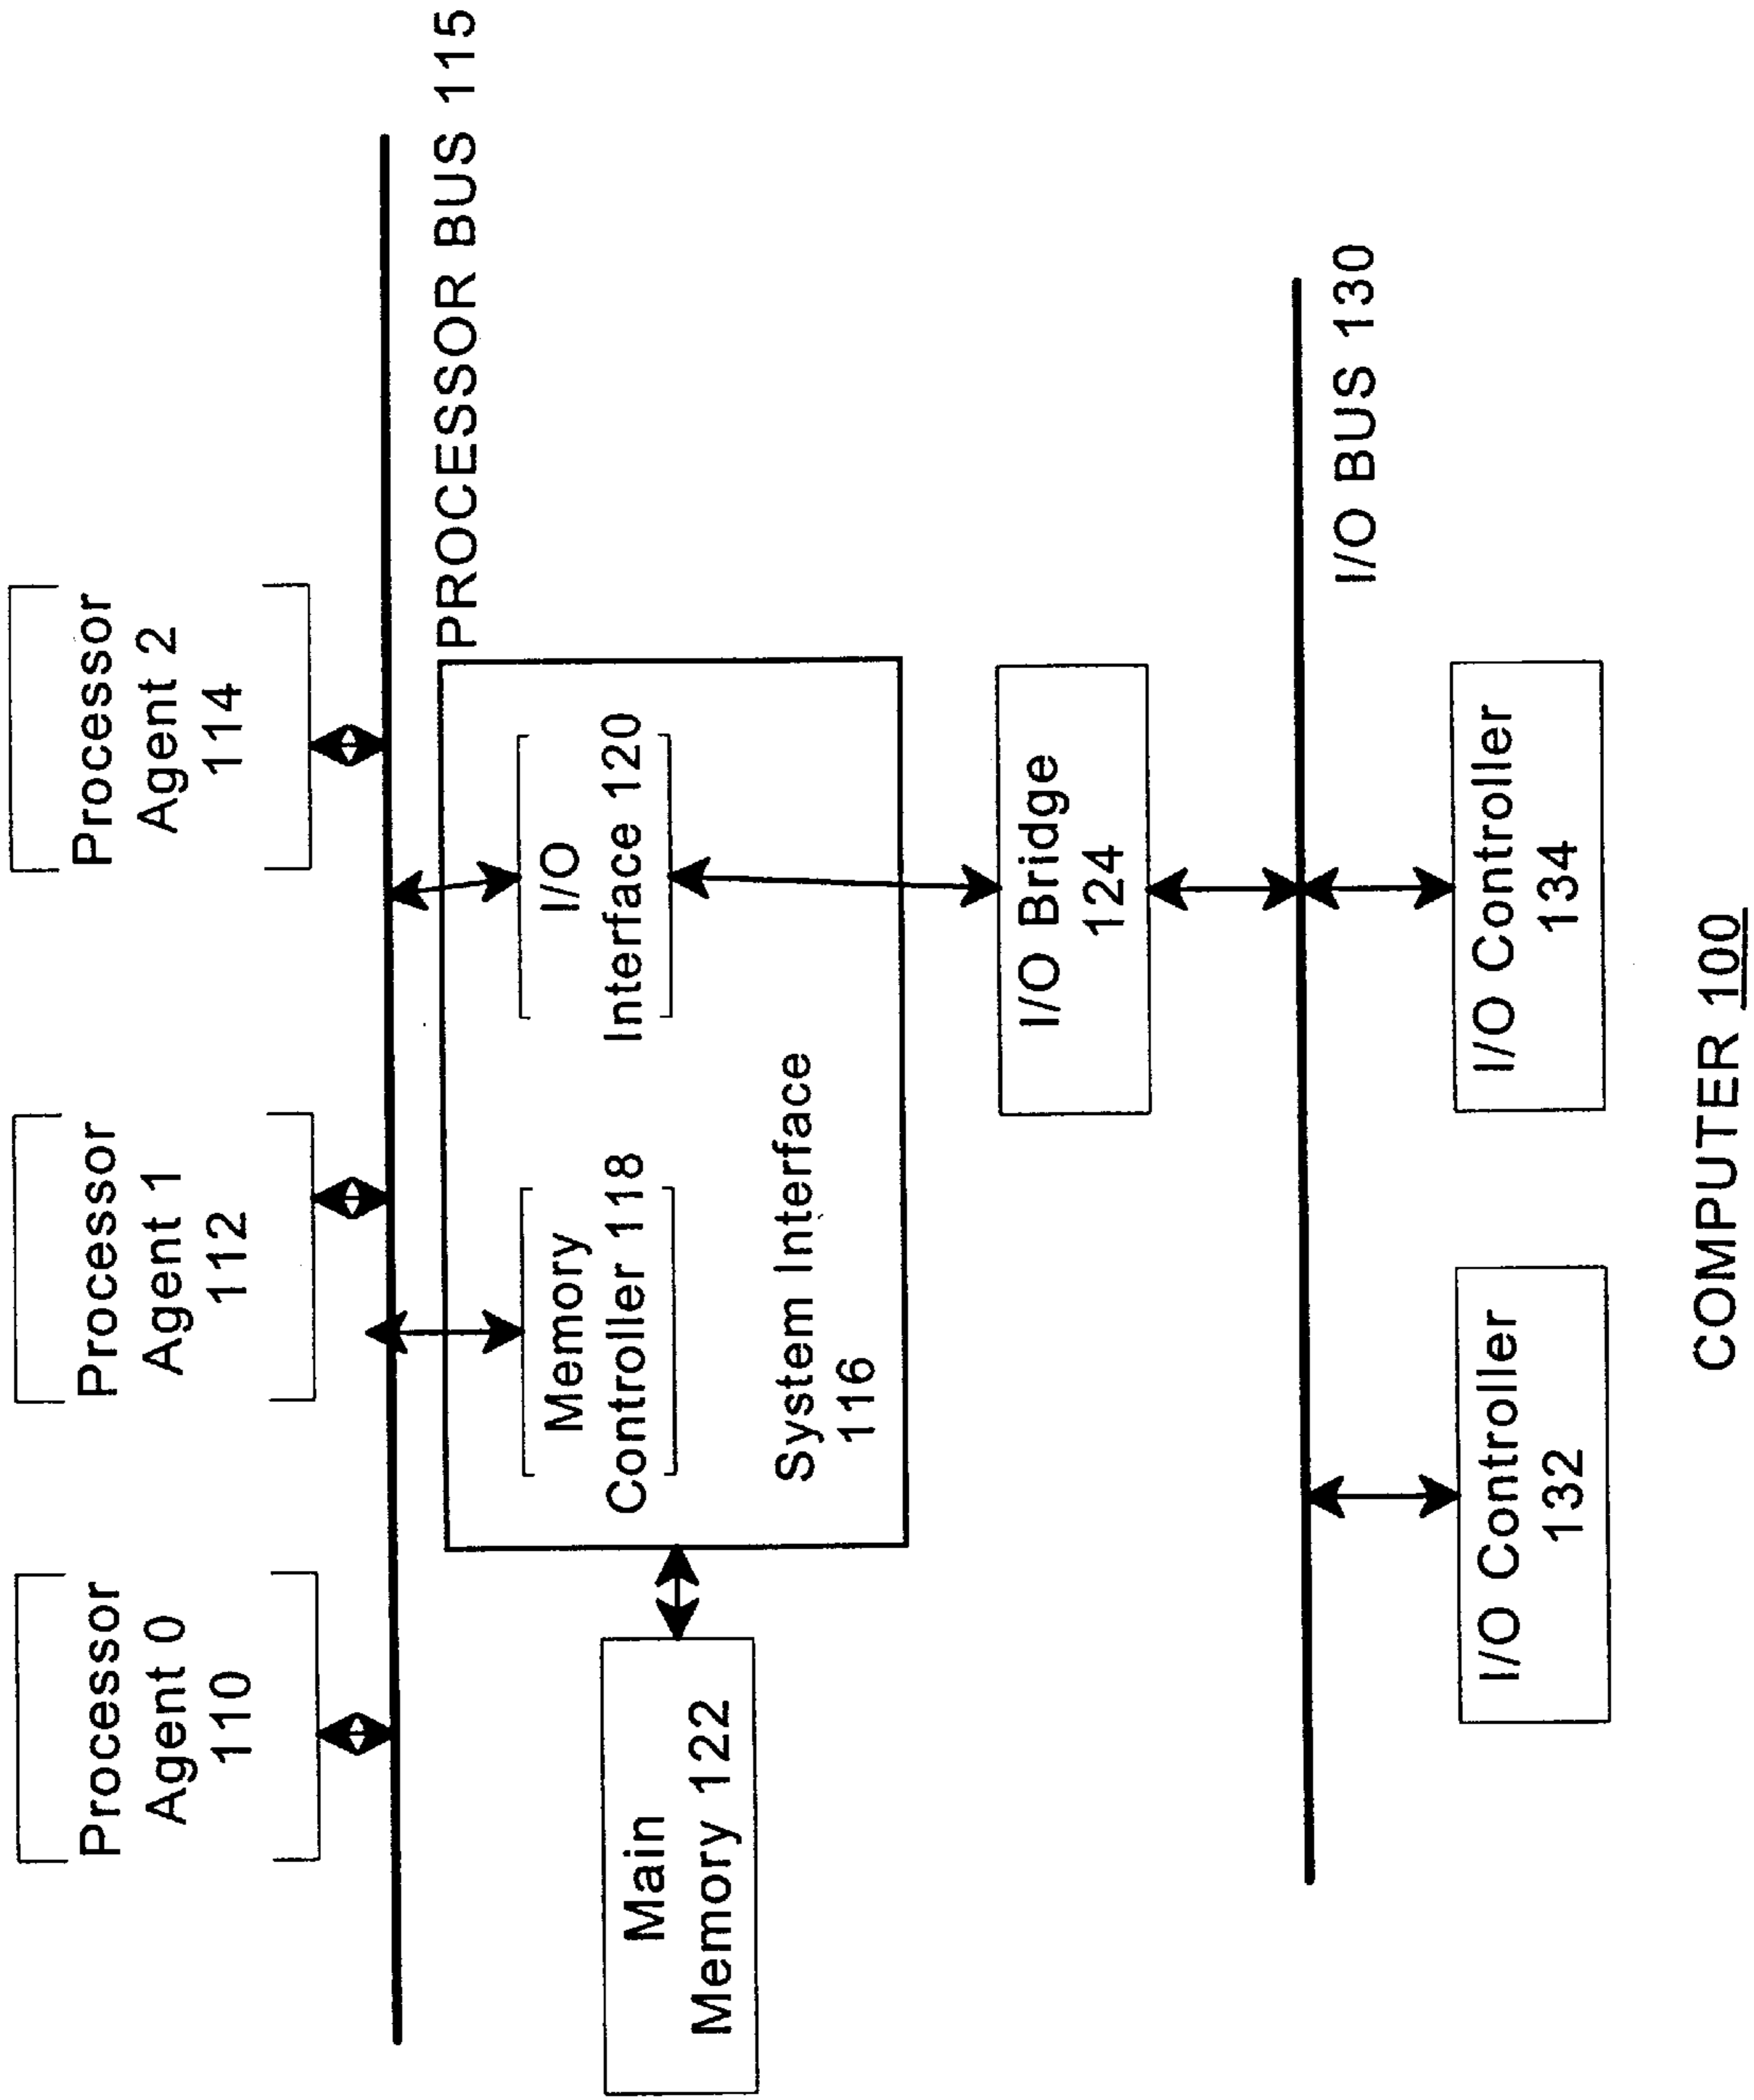 Processor
Agent 0
110
Processor
Agent 1
112
Processor
Agent 2
114
PROCESSOR BUS 115
Memory
Controller 118
I/O
Interface 120
System Interface
116
Main
Memory 122
I/O Bridge
124
I/O BUS 130
I/O Controller
132
I/O Controller
134
COMPUTER 100